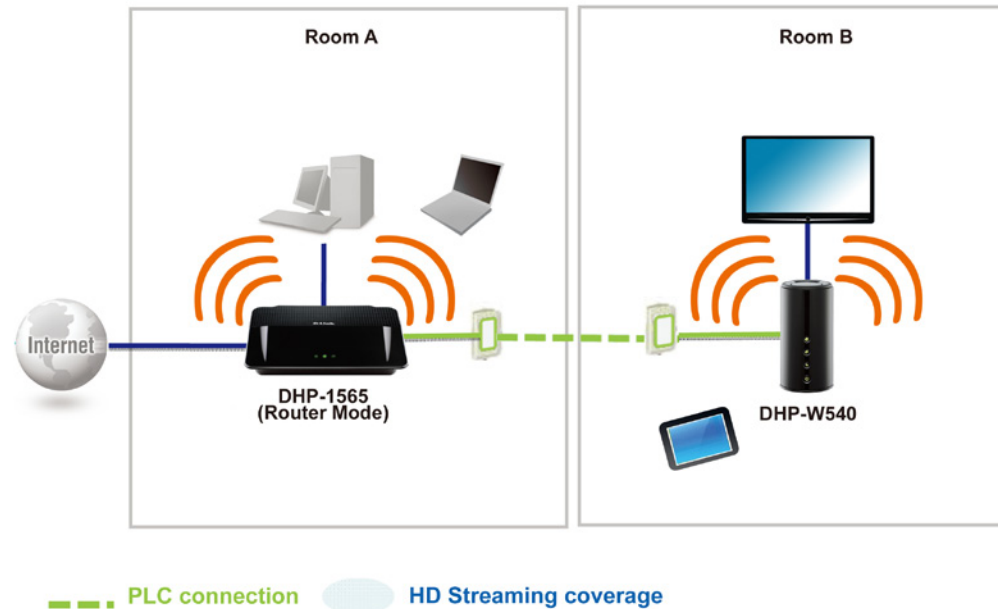 Room A
Room B
Internet
DHP-1565
(Router Mode)
DHP-W540
PLC connection
HD Streaming coverage